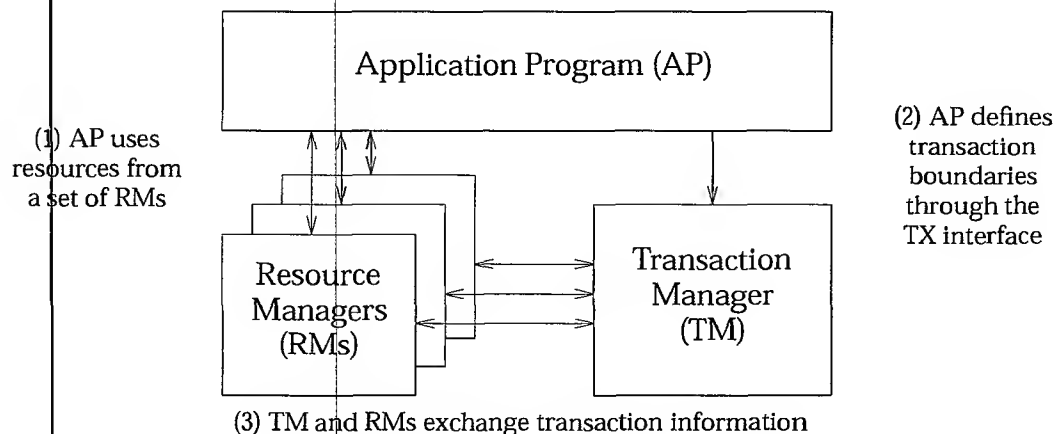 Application Program (AP)
(1) AP uses
resources from
a set of RMs
(2) AP defines
transaction
boundaries
through the
TX interface
Resource
Managers
(RMs)
Transaction
Manager
(TM)
(3) TM and RMs exchange transaction information